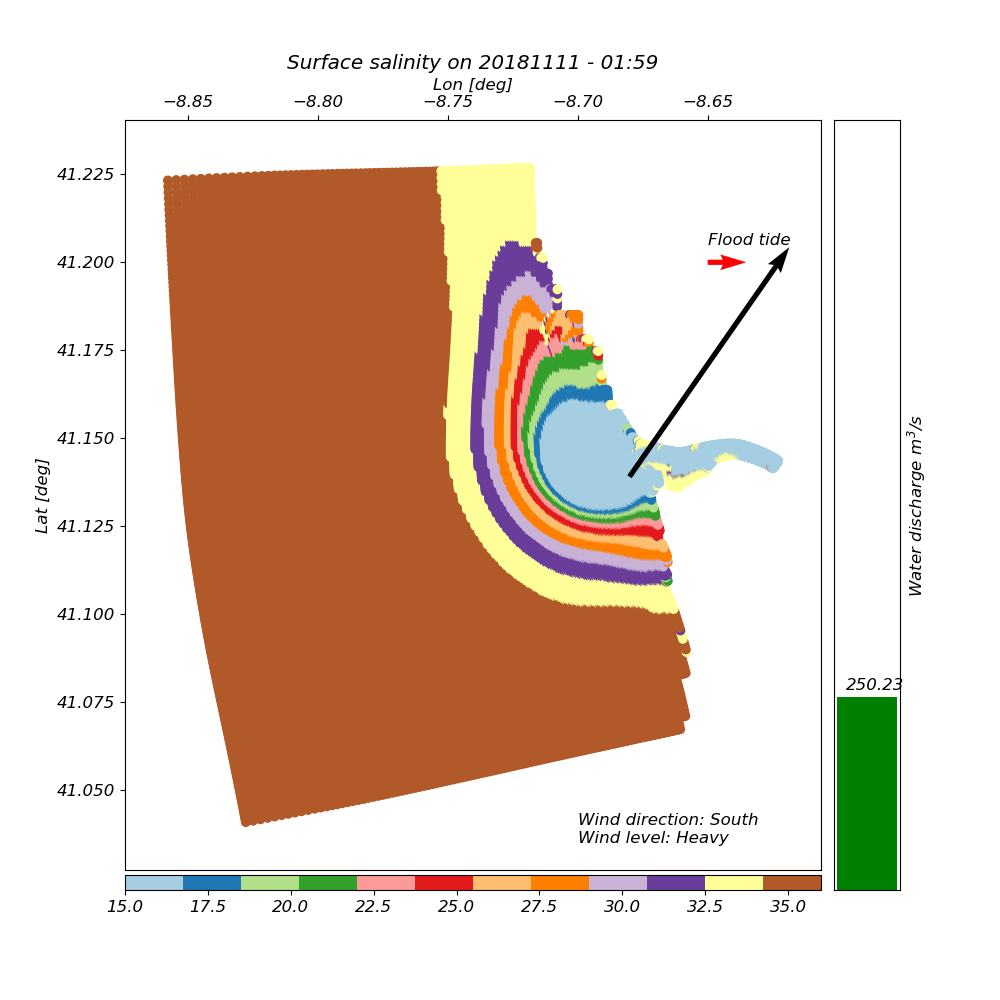 Surface salinity on 20181111 - 01:59
Lon [deg]
−8.85 −8.80 −8.75 −8.70 −8.65
41.225
41.200
41.175
41.150
41.125
41.100
41.075
41.050
Lat [deg]
Flood tide
Wind direction: South
Wind level: Heavy
15.0 17.5 20.0 22.5 25.0 27.5 30.0 32.5 35.0
250.23
Water discharge m³/s